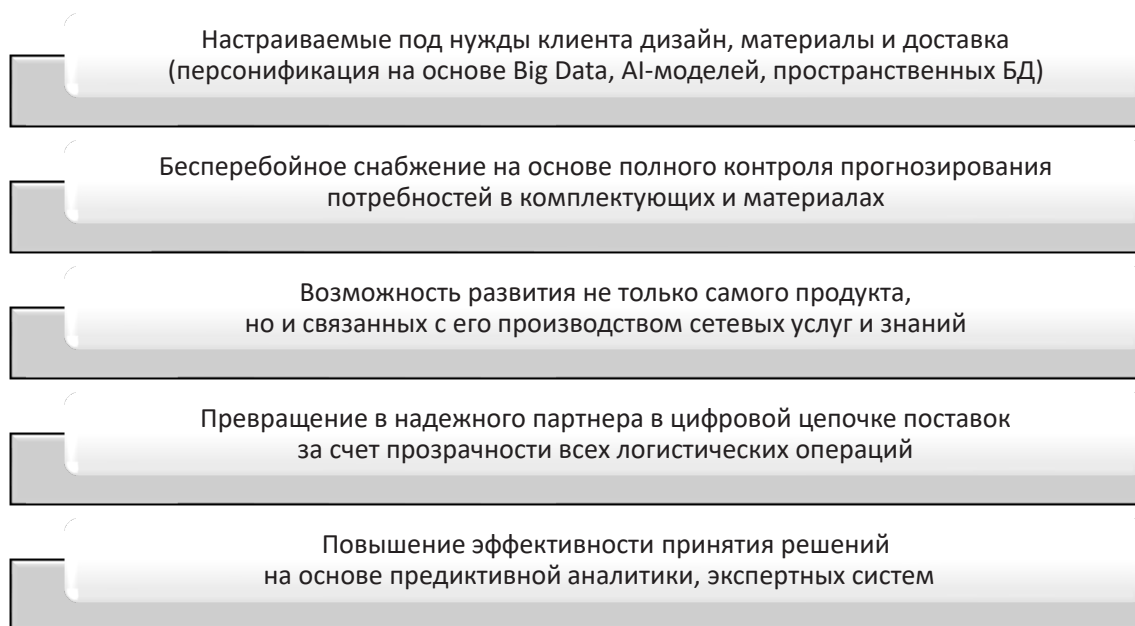 Настраиваемые под нужды клиента дизайн, материалы и доставка
(персонификация на основе Big Data, AI-моделей, пространственных БД)
Бесперебойное снабжение на основе полного контроля прогнозирования
потребностей в комплектующих и материалах
Возможность развития не только самого продукта,
но и связанных с его производством сетевых услуг и знаний
Превращение в надежного партнера в цифровой цепочке поставок
за счет прозрачности всех логистических операций
Повышение эффективности принятия решений
на основе предиктивной аналитики, экспертных систем